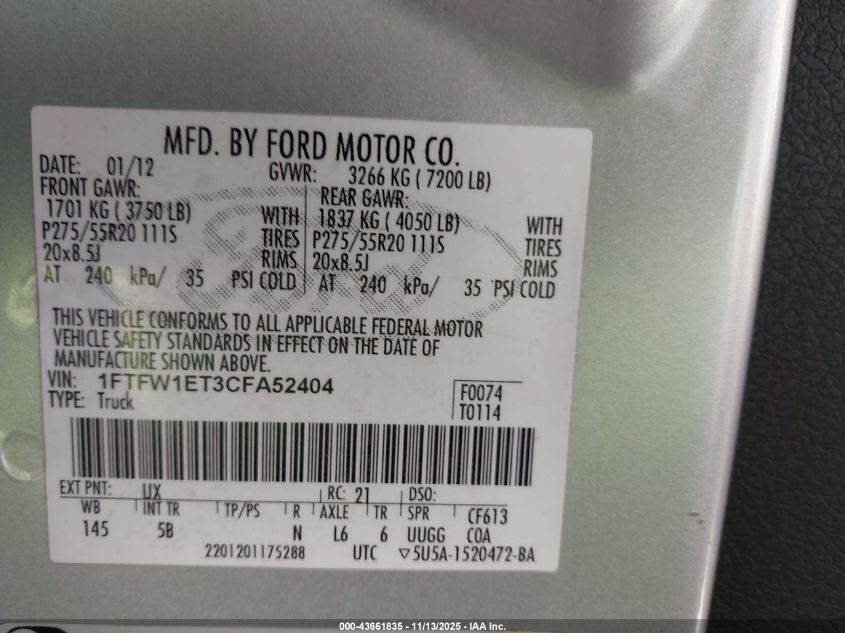 MFD. BY FORD MOTOR CO.
DATE: 01/12 GVWR: 3266 KG ( 7200 LB)
FRONT GAWR: REAR GAWR:
1701 KG ( 3750 LB) WITH 1837 KG ( 4050 LB) WITH
P275/55R20 111S TIRES P275/55R20 111S TIRES
20x8.5J RIMS 20x8.5J RIMS
AT 240 kPa/ 35 PSI COLD AT 240 kPa/ 35 PSI COLD
Ford
THIS VEHICLE CONFORMS TO ALL APPLICABLE FEDERAL MOTOR
VEHICLE SAFETY STANDARDS IN EFFECT ON THE DATE OF
MANUFACTURE SHOWN ABOVE.
VIN: 1FTFW1ET3CFA52404 F0074
TYPE: Truck T0114
EXT PNT: UX RC: 21 DSO:
WB INT TR TP/PS R AXLE TR SPR CF613
145 5B N L6 6 UUGG COA
2201201175288 UTC ▽5U5A-1520472-BA
000-43661835 - 11/13/2025 - IAA Inc.